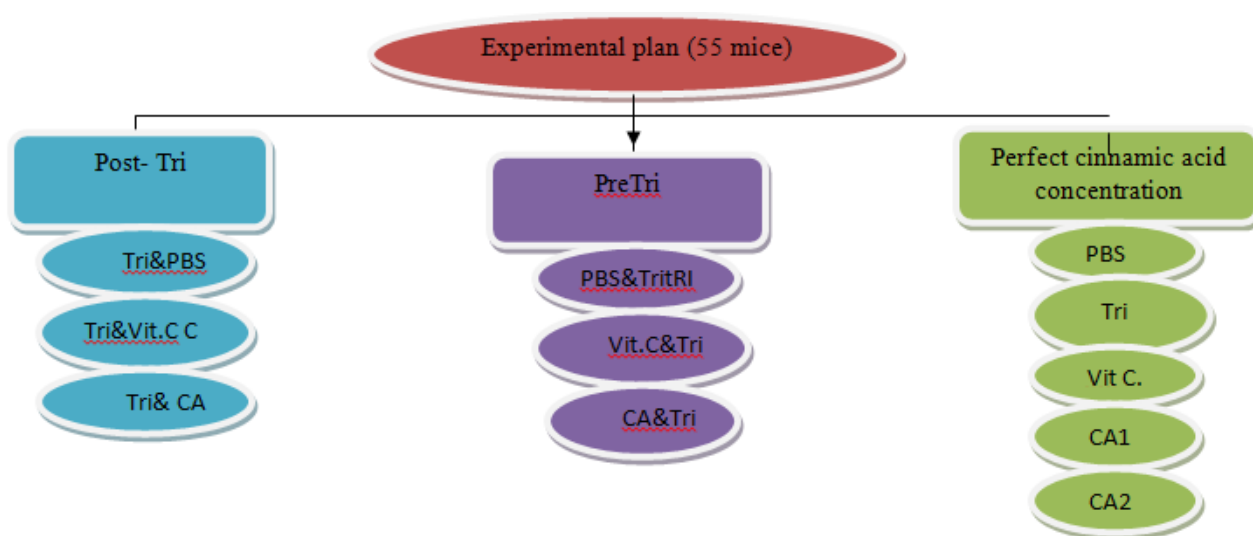 Experimental plan (55 mice)
Post- Tri
Tri&PBS
Tri&Vit.C C
Tri& CA
PreTri
PBS&TritRI
Vit.C&Tri
CA&Tri
Perfect cinnamic acid
concentration
PBS
Tri
Vit C.
CA1
CA2